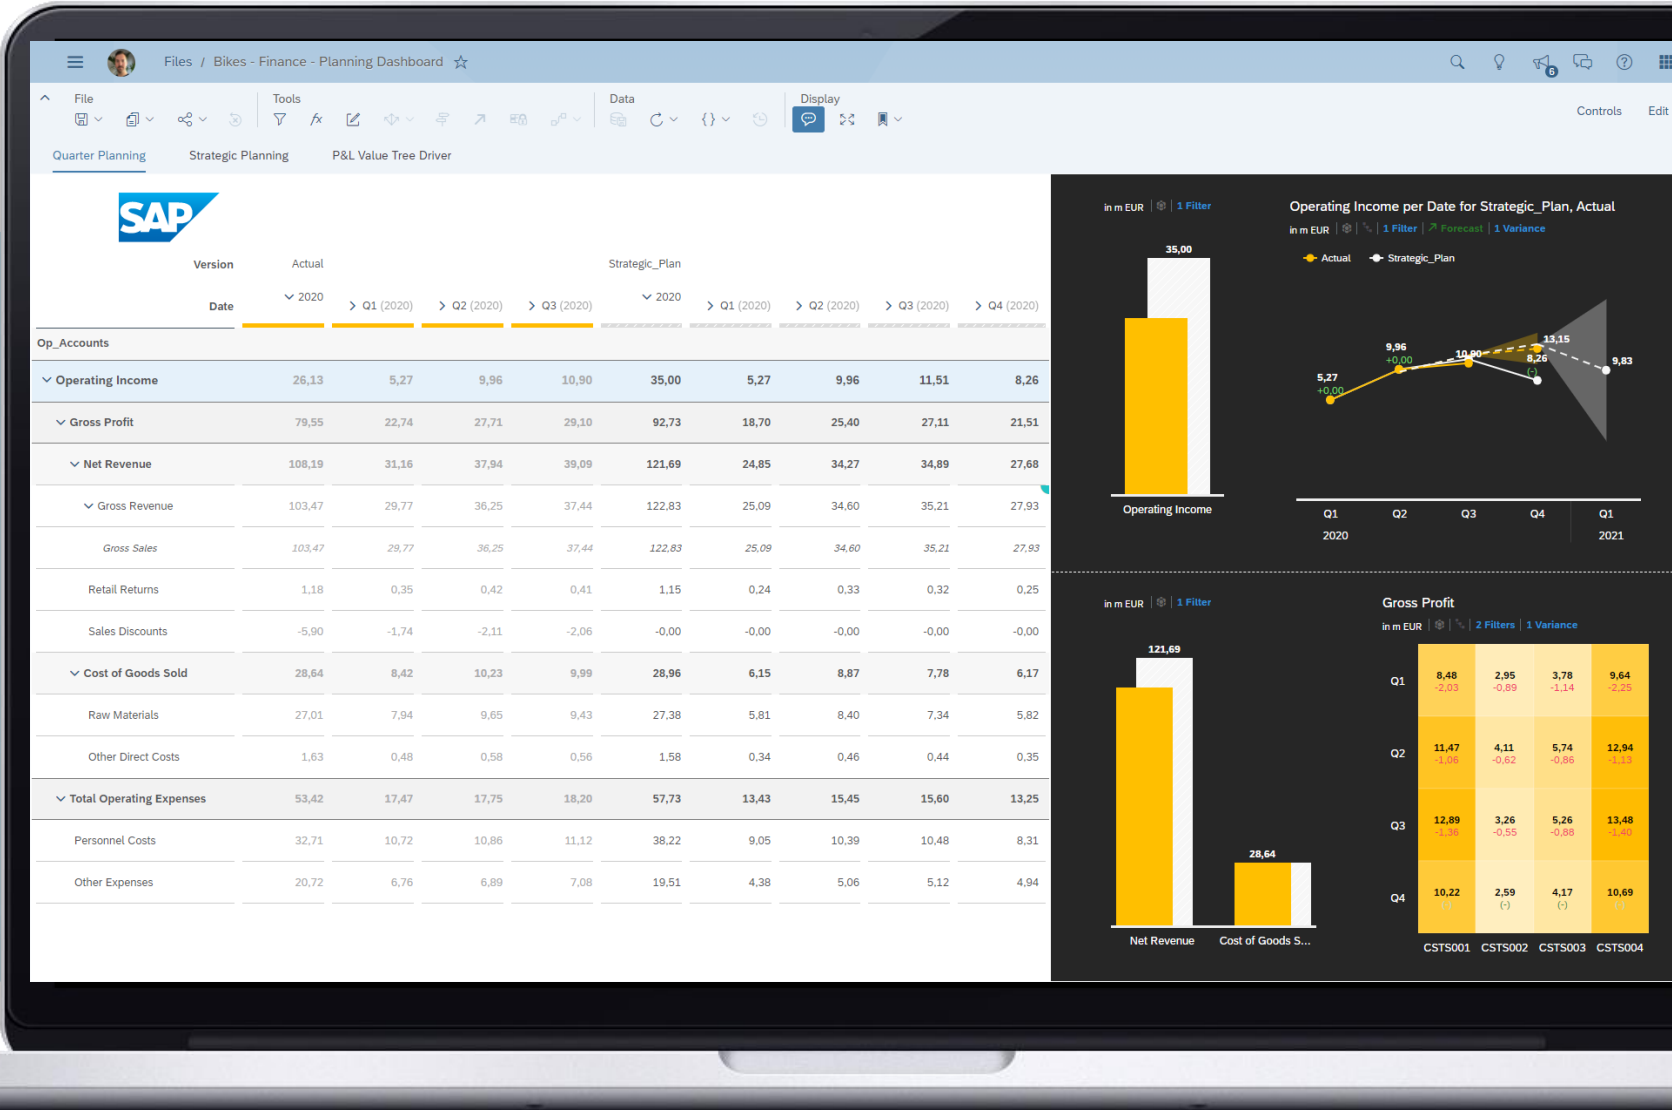 Files / Bikes - Finance - Planning Dashboard
6
File Tools Data Display
Controls Edit
Quarter Planning Strategic Planning P&L Value Tree Driver
SAP
Version Actual Strategic_Plan
Date 2020 Q1 (2020) Q2 (2020) Q3 (2020) 2020 Q1 (2020) Q2 (2020) Q3 (2020) Q4 (2020)
Op_Accounts
Operating Income 26,13 5,27 9,96 10,90 35,00 5,27 9,96 11,51 8,26
Gross Profit 79,55 22,74 27,71 29,10 92,73 18,70 25,40 27,11 21,51
Net Revenue 108,19 31,16 37,94 39,09 121,69 24,85 34,27 34,89 27,68
Gross Revenue 103,47 29,77 36,25 37,44 122,83 25,09 34,60 35,21 27,93
Gross Sales 103,47 29,77 36,25 37,44 122,83 25,09 34,60 35,21 27,93
Retail Returns 1,18 0,35 0,42 0,41 1,15 0,24 0,33 0,32 0,25
Sales Discounts -5,90 -1,74 -2,11 -2,06 -0,00 -0,00 -0,00 -0,00 -0,00
Cost of Goods Sold 28,64 8,42 10,23 9,99 28,96 6,15 8,87 7,78 6,17
Raw Materials 27,01 7,94 9,65 9,43 27,38 5,81 8,40 7,34 5,82
Other Direct Costs 1,63 0,48 0,58 0,56 1,58 0,34 0,46 0,44 0,35
Total Operating Expenses 53,42 17,47 17,75 18,20 57,73 13,43 15,45 15,60 13,25
Personnel Costs 32,71 10,72 10,86 11,12 38,22 9,05 10,39 10,48 8,31
Other Expenses 20,72 6,76 6,89 7,08 19,51 4,38 5,06 5,12 4,94
in m EUR 1 Filter
35,00
Operating Income
Operating Income per Date for Strategic_Plan, Actual
in m EUR 1 Filter Forecast 1 Variance
Actual Strategic_Plan
13,15
9,96
+0,00
10,90
8,26
(-)
9,83
5,27
+0,00
Q1 Q2 Q3 Q4 Q1
2020 2021
in m EUR 1 Filter
121,69
28,64
Net Revenue Cost of Goods S...
Gross Profit
in m EUR 2 Filters 1 Variance
Q1 8,48 2,95 3,78 9,64
-2,03 -0,89 -1,14 -2,25
Q2 11,47 4,11 5,74 12,94
-1,06 -0,62 -0,86 -1,13
Q3 12,89 3,26 5,26 13,48
-1,36 -0,55 -0,88 -1,40
Q4 10,22 2,59 4,17 10,69
(-) (-) (-) (-)
CSTS001 CSTS002 CSTS003 CSTS004